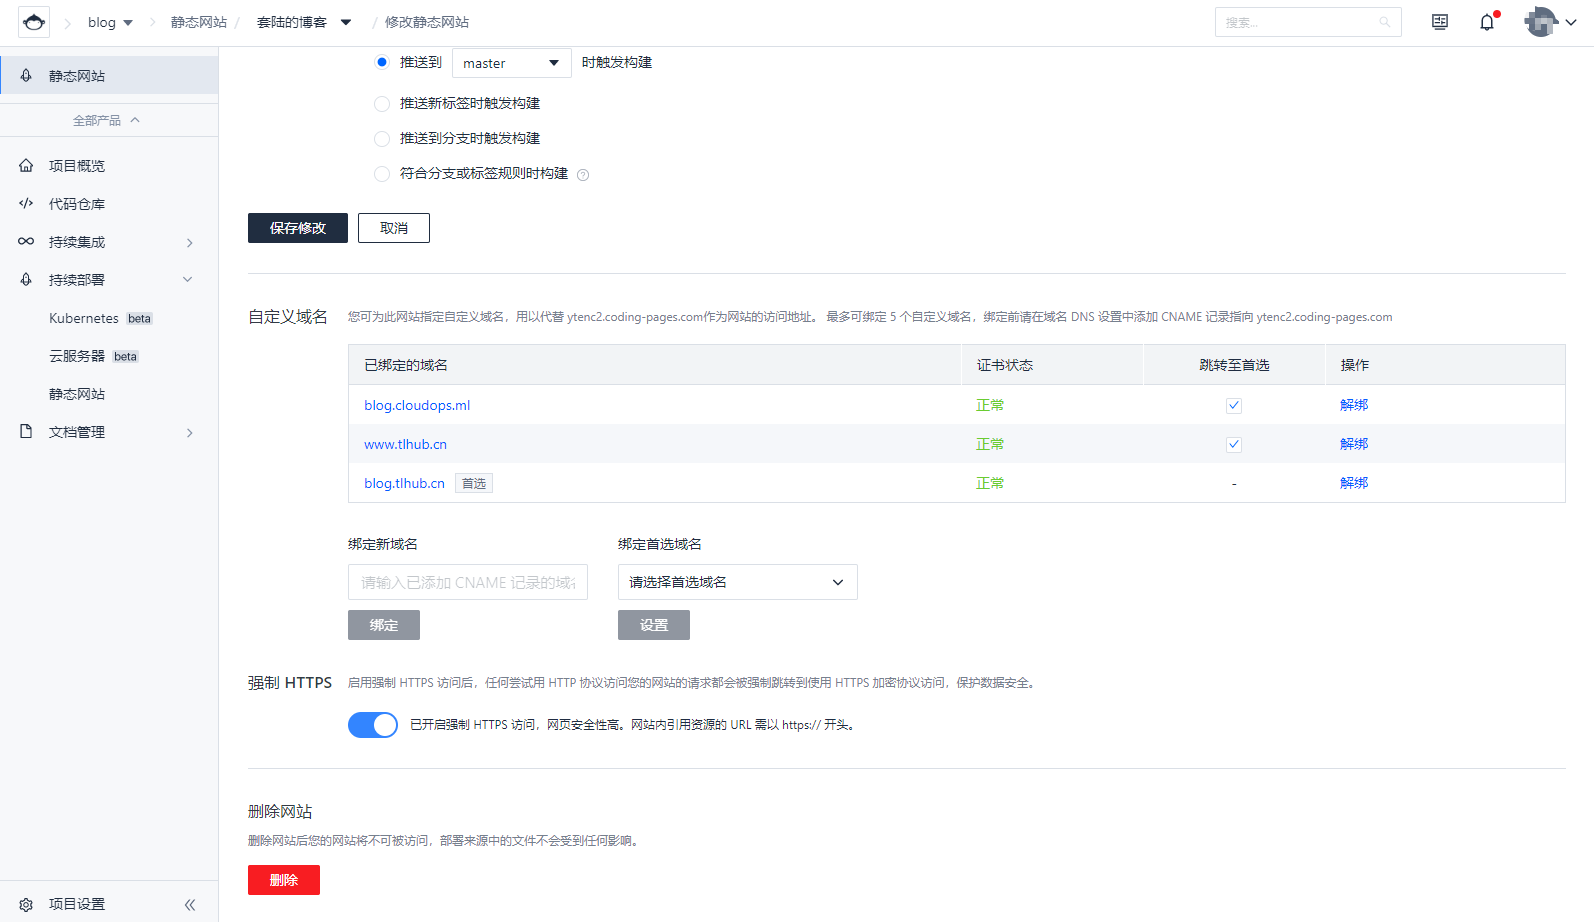 blog
静态网站 /
套陆的博客
/ 修改静态网站
搜索...
静态网站
全部产品
项目概览
代码仓库
持续集成
持续部署
Kubernetes beta
云服务器 beta
静态网站
文档管理
项目设置
推送到 master 时触发构建
推送新标签时触发构建
推送到分支时触发构建
符合分支或标签规则时构建 ?
保存修改 取消
自定义域名 您可为此网站指定自定义域名，用以代替 ytenc2.coding-pages.com作为网站的访问地址。 最多可绑定 5 个自定义域名，绑定前请在域名 DNS 设置中添加 CNAME 记录指向 ytenc2.coding-pages.com
已绑定的域名 证书状态 跳转至首选 操作
blog.cloudops.ml 正常 解绑
www.tlhub.cn 正常 解绑
blog.tlhub.cn 首选 正常 - 解绑
绑定新域名 绑定首选域名
请输入已添加 CNAME 记录的域 请选择首选域名
绑定 设置
强制 HTTPS 启用强制 HTTPS 访问后，任何尝试用 HTTP 协议访问您的网站的请求都会被强制跳转到使用 HTTPS 加密协议访问，保护数据安全。
已开启强制 HTTPS 访问，网页安全性高。网站内引用资源的 URL 需以 https:// 开头。
删除网站
删除网站后您的网站将不可被访问，部署来源中的文件不会受到任何影响。
删除